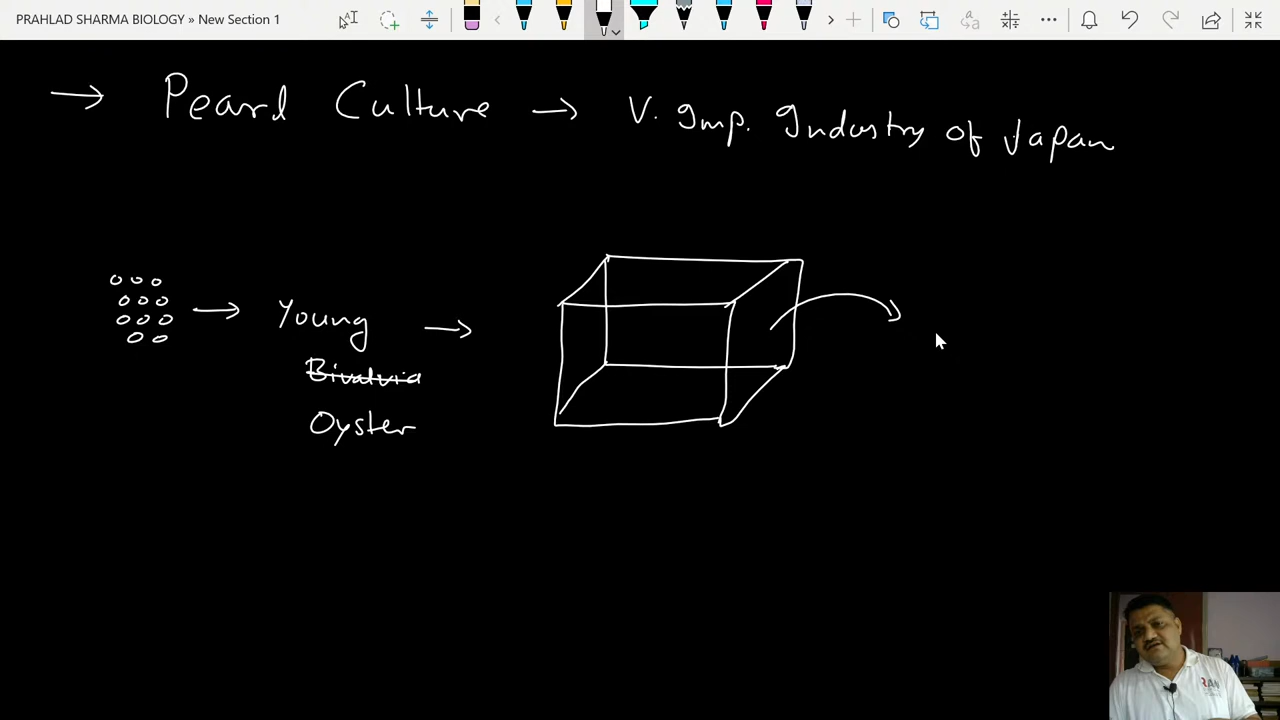 PRAHLAD SHARMA BIOLOGY » New Section 1
→ Pearl Culture → V. Imp. Industry of Japan
Young
Bivalvia
Oyster